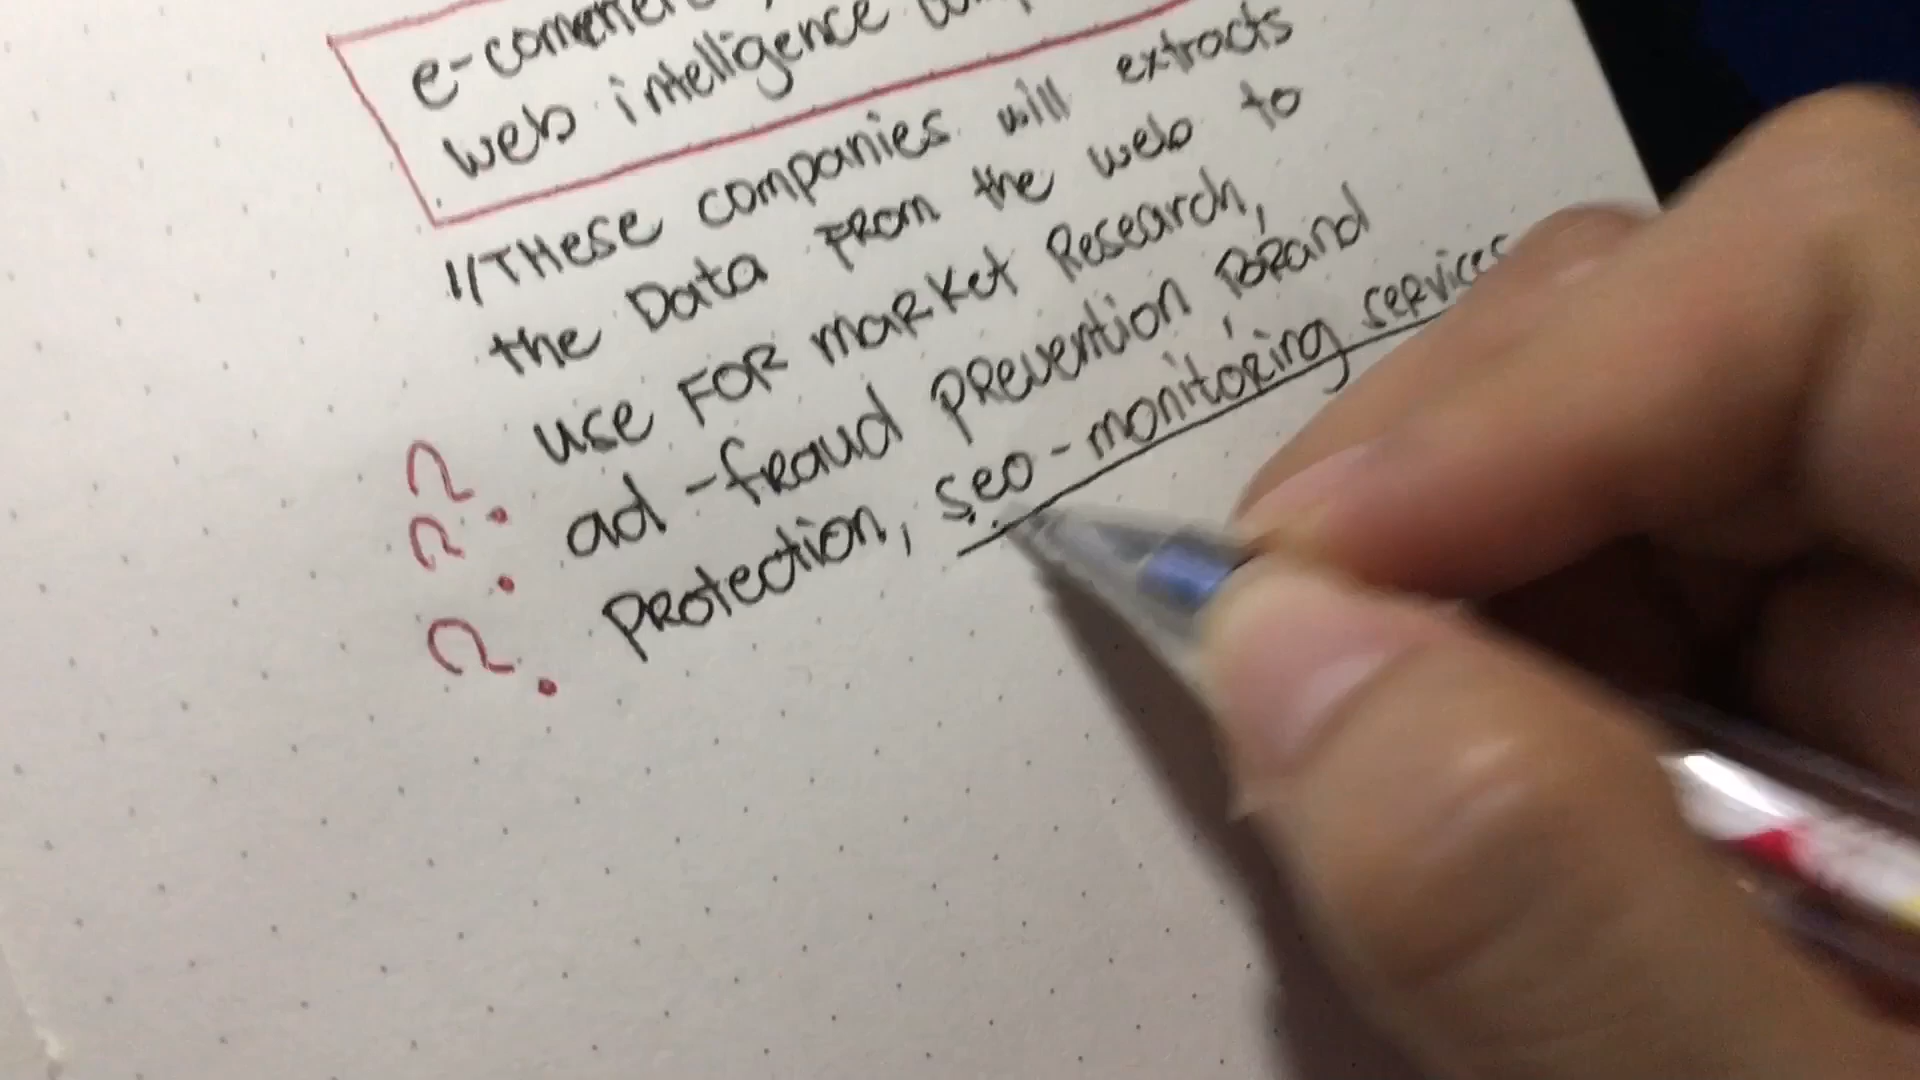 e-comme
web intelligence
//THese companies will extracts
the Data FRom the web to
use FOR market Research,
ad-fraud prevention, Brand
protection, seo-monitoring services
? ? ?